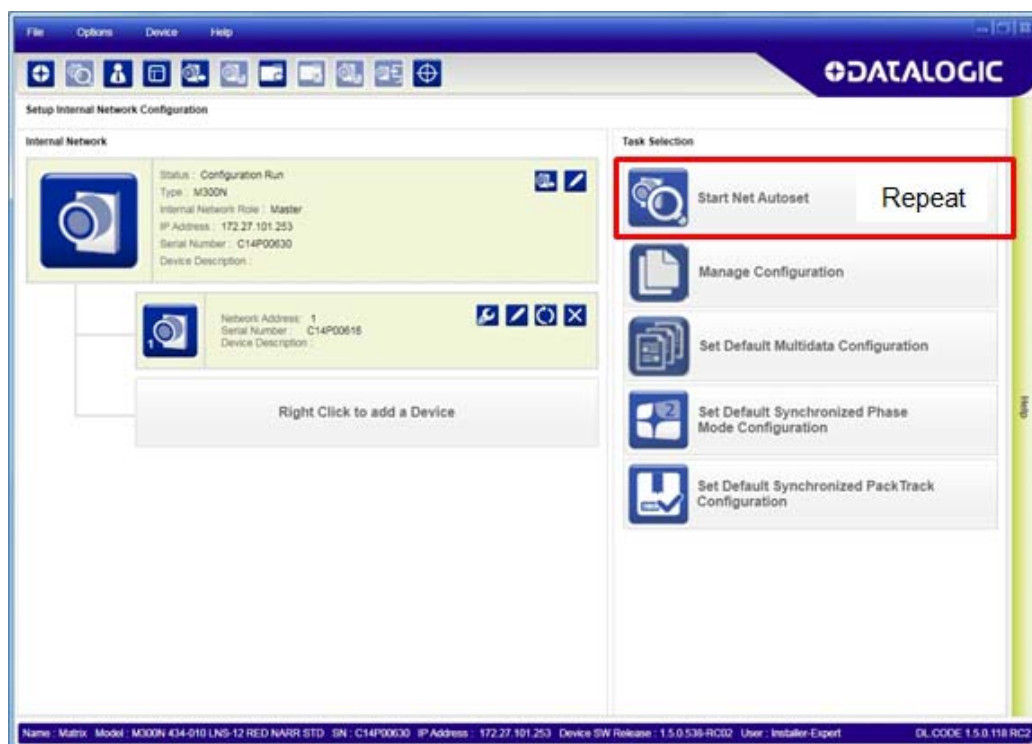 File Options Device Help
DATALOGIC
Setup Internal Network Configuration
Internal Network
Status : Configuration Run
Type : M300N
Internal Network Role : Master
IP Address : 172.27.101.253
Serial Number : C14P00630
Device Description :
1
Network Address: 1
Serial Number : C14P00616
Device Description :
Right Click to add a Device
Task Selection
Start Net Autoset
Repeat
Manage Configuration
Set Default Multidata Configuration
2
Set Default Synchronized Phase
Mode Configuration
Set Default Synchronized PackTrack
Configuration
Help
Name : Matrix Model : M300N 434-010 LNS-12 RED NARR STD SN : C14P00630 IP Address : 172.27.101.253 Device SW Release : 1.5.0.536-RC02 User : Installer-Expert DL.CODE 1.5.0.118 RC2